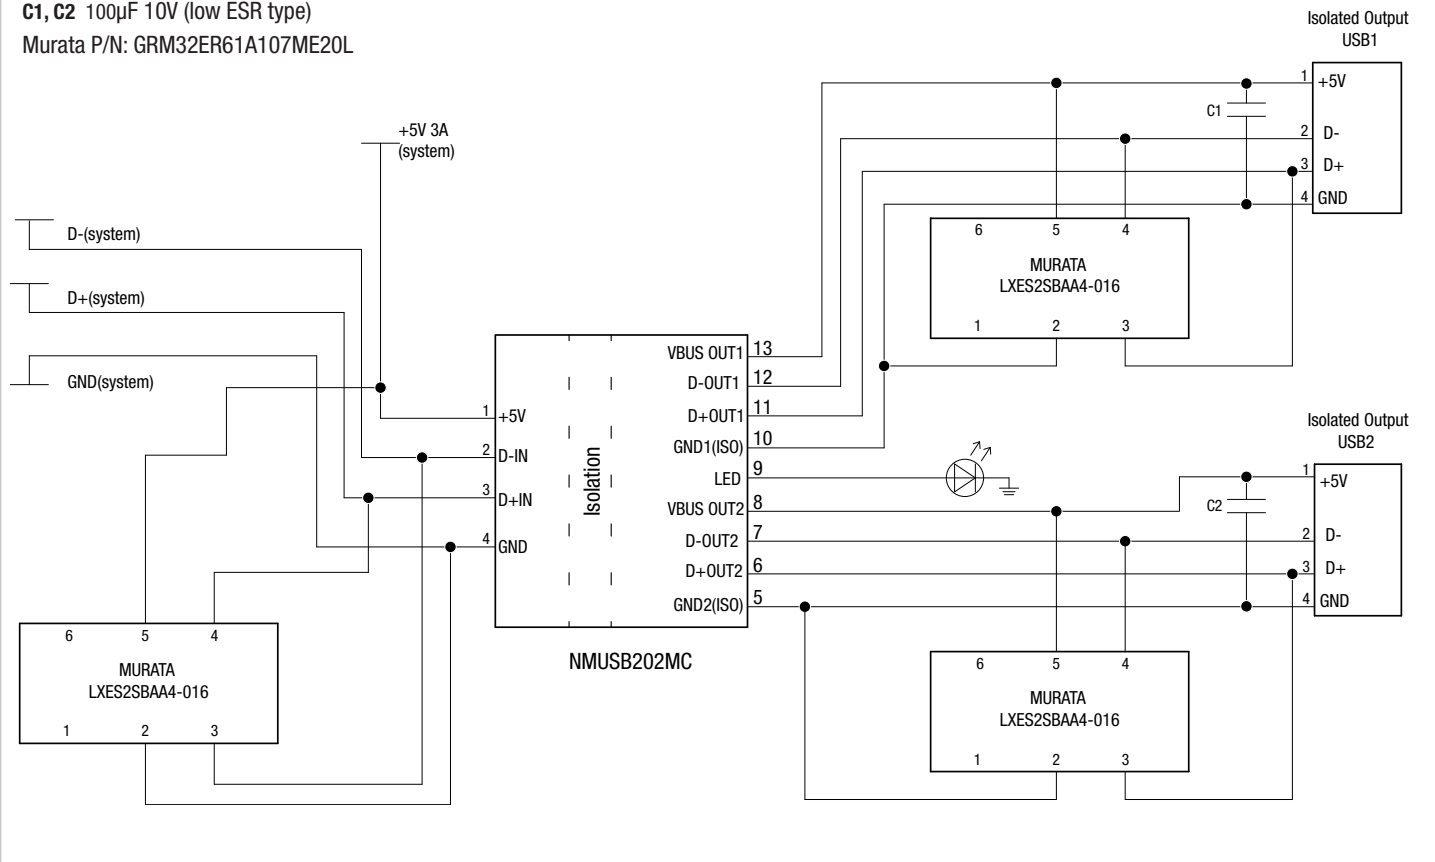 C1, C2 100µF 10V (low ESR type)
Murata P/N: GRM32ER61A107ME20L
+5V 3A
(system)
D-(system)
D+(system)
GND(system)
1 +5V
2 D-IN
3 D+IN
4 GND
Isolation
VBUS OUT1 13
D-OUT1 12
D+OUT1 11
GND1(ISO) 10
LED 9
VBUS OUT2 8
D-OUT2 7
D+OUT2 6
GND2(ISO) 5
NMUSB202MC
6 5 4
MURATA
LXES2SBAA4-016
1 2 3
Isolated Output
USB1
1 +5V
2 D-
3 D+
4 GND
C1
6 5 4
MURATA
LXES2SBAA4-016
1 2 3
Isolated Output
USB2
1 +5V
2 D-
3 D+
4 GND
C2
6 5 4
MURATA
LXES2SBAA4-016
1 2 3